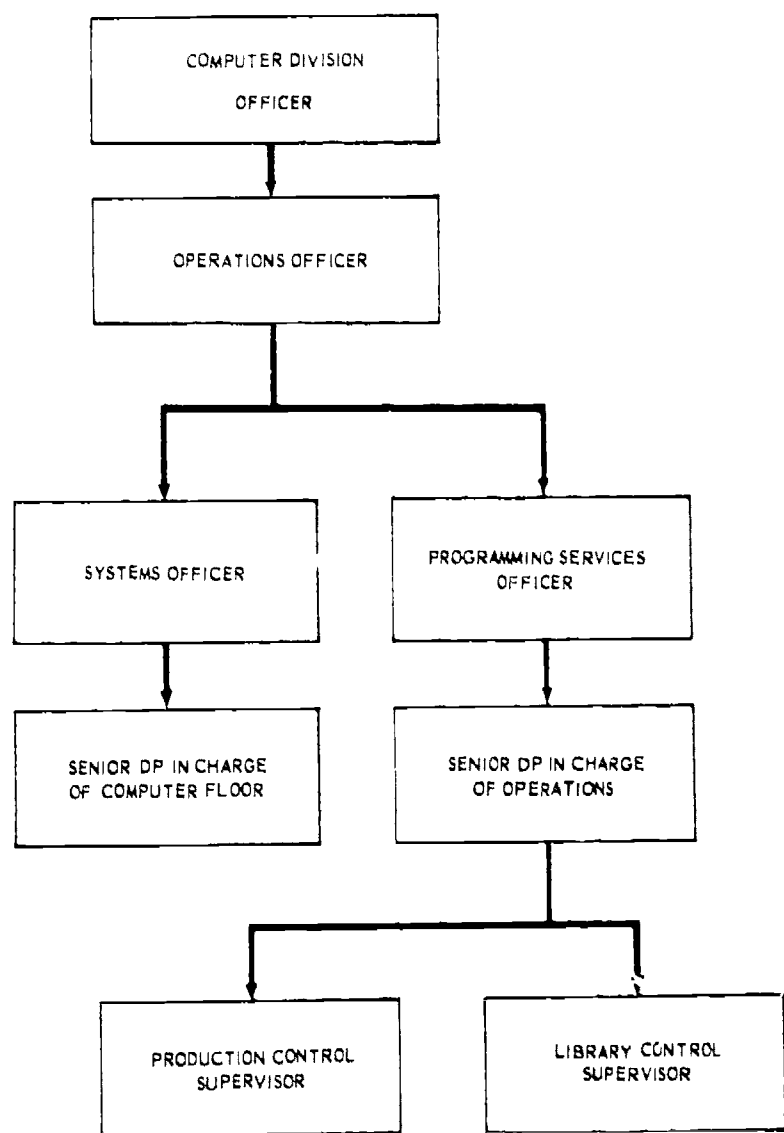 COMPUTER DIVISION
OFFICER
OPERATIONS OFFICER
SYSTEMS OFFICER
PROGRAMMING SERVICES
OFFICER
SENIOR DP IN CHARGE
OF COMPUTER FLOOR
SENIOR DP IN CHARGE
OF OPERATIONS
PRODUCTION CONTROL
SUPERVISOR
LIBRARY CONTROL
SUPERVISOR